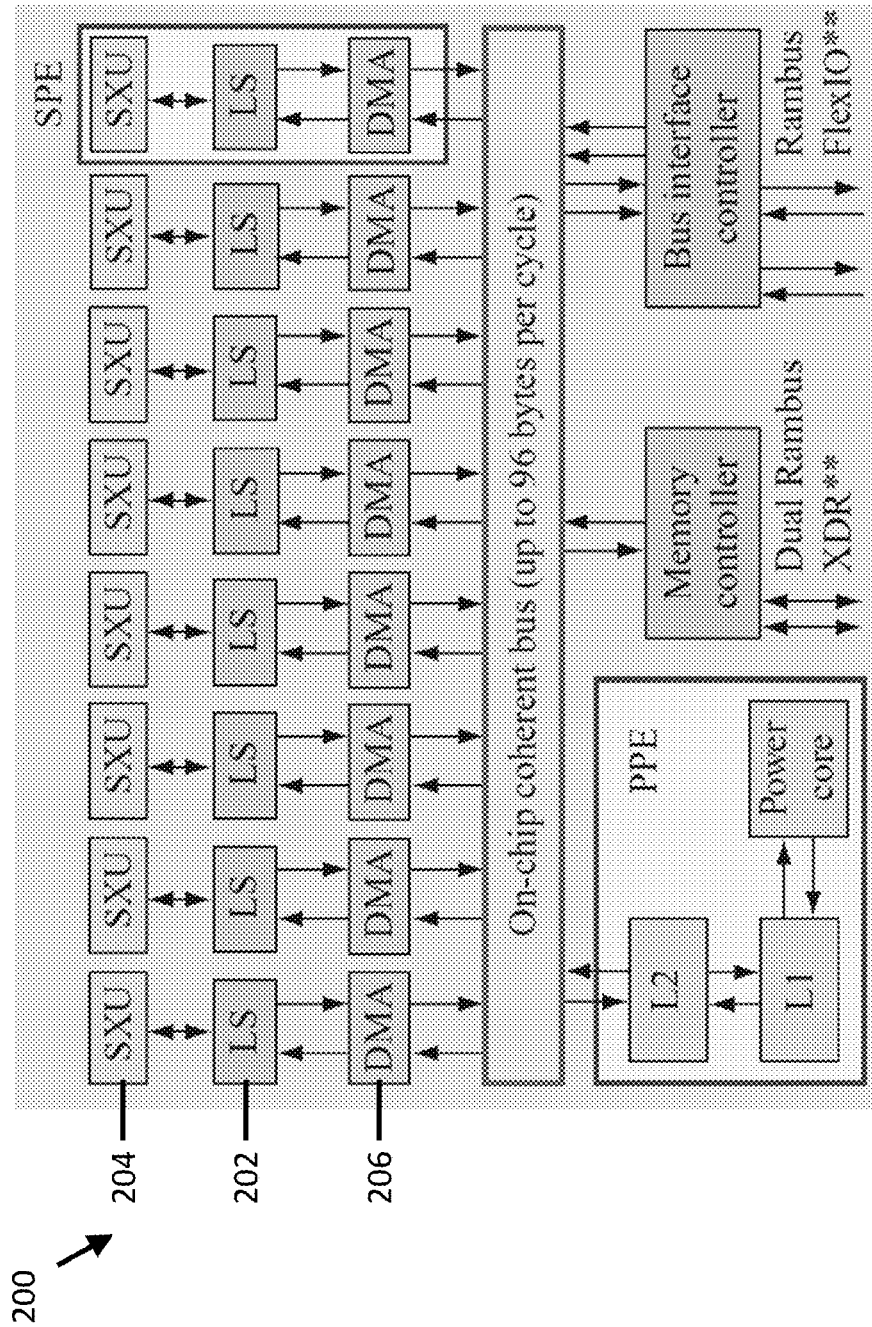 200
204
202
206
SPE
SXU
SXU
SXU
SXU
SXU
SXU
SXU
SXU
LS
LS
LS
LS
LS
LS
LS
LS
DMA
DMA
DMA
DMA
DMA
DMA
DMA
DMA
On-chip coherent bus (up to 96 bytes per cycle)
L2
PPE
L1
Power
core
Memory
controller
Bus interface
controller
Dual Rambus
XDR**
Rambus
FlexIO**